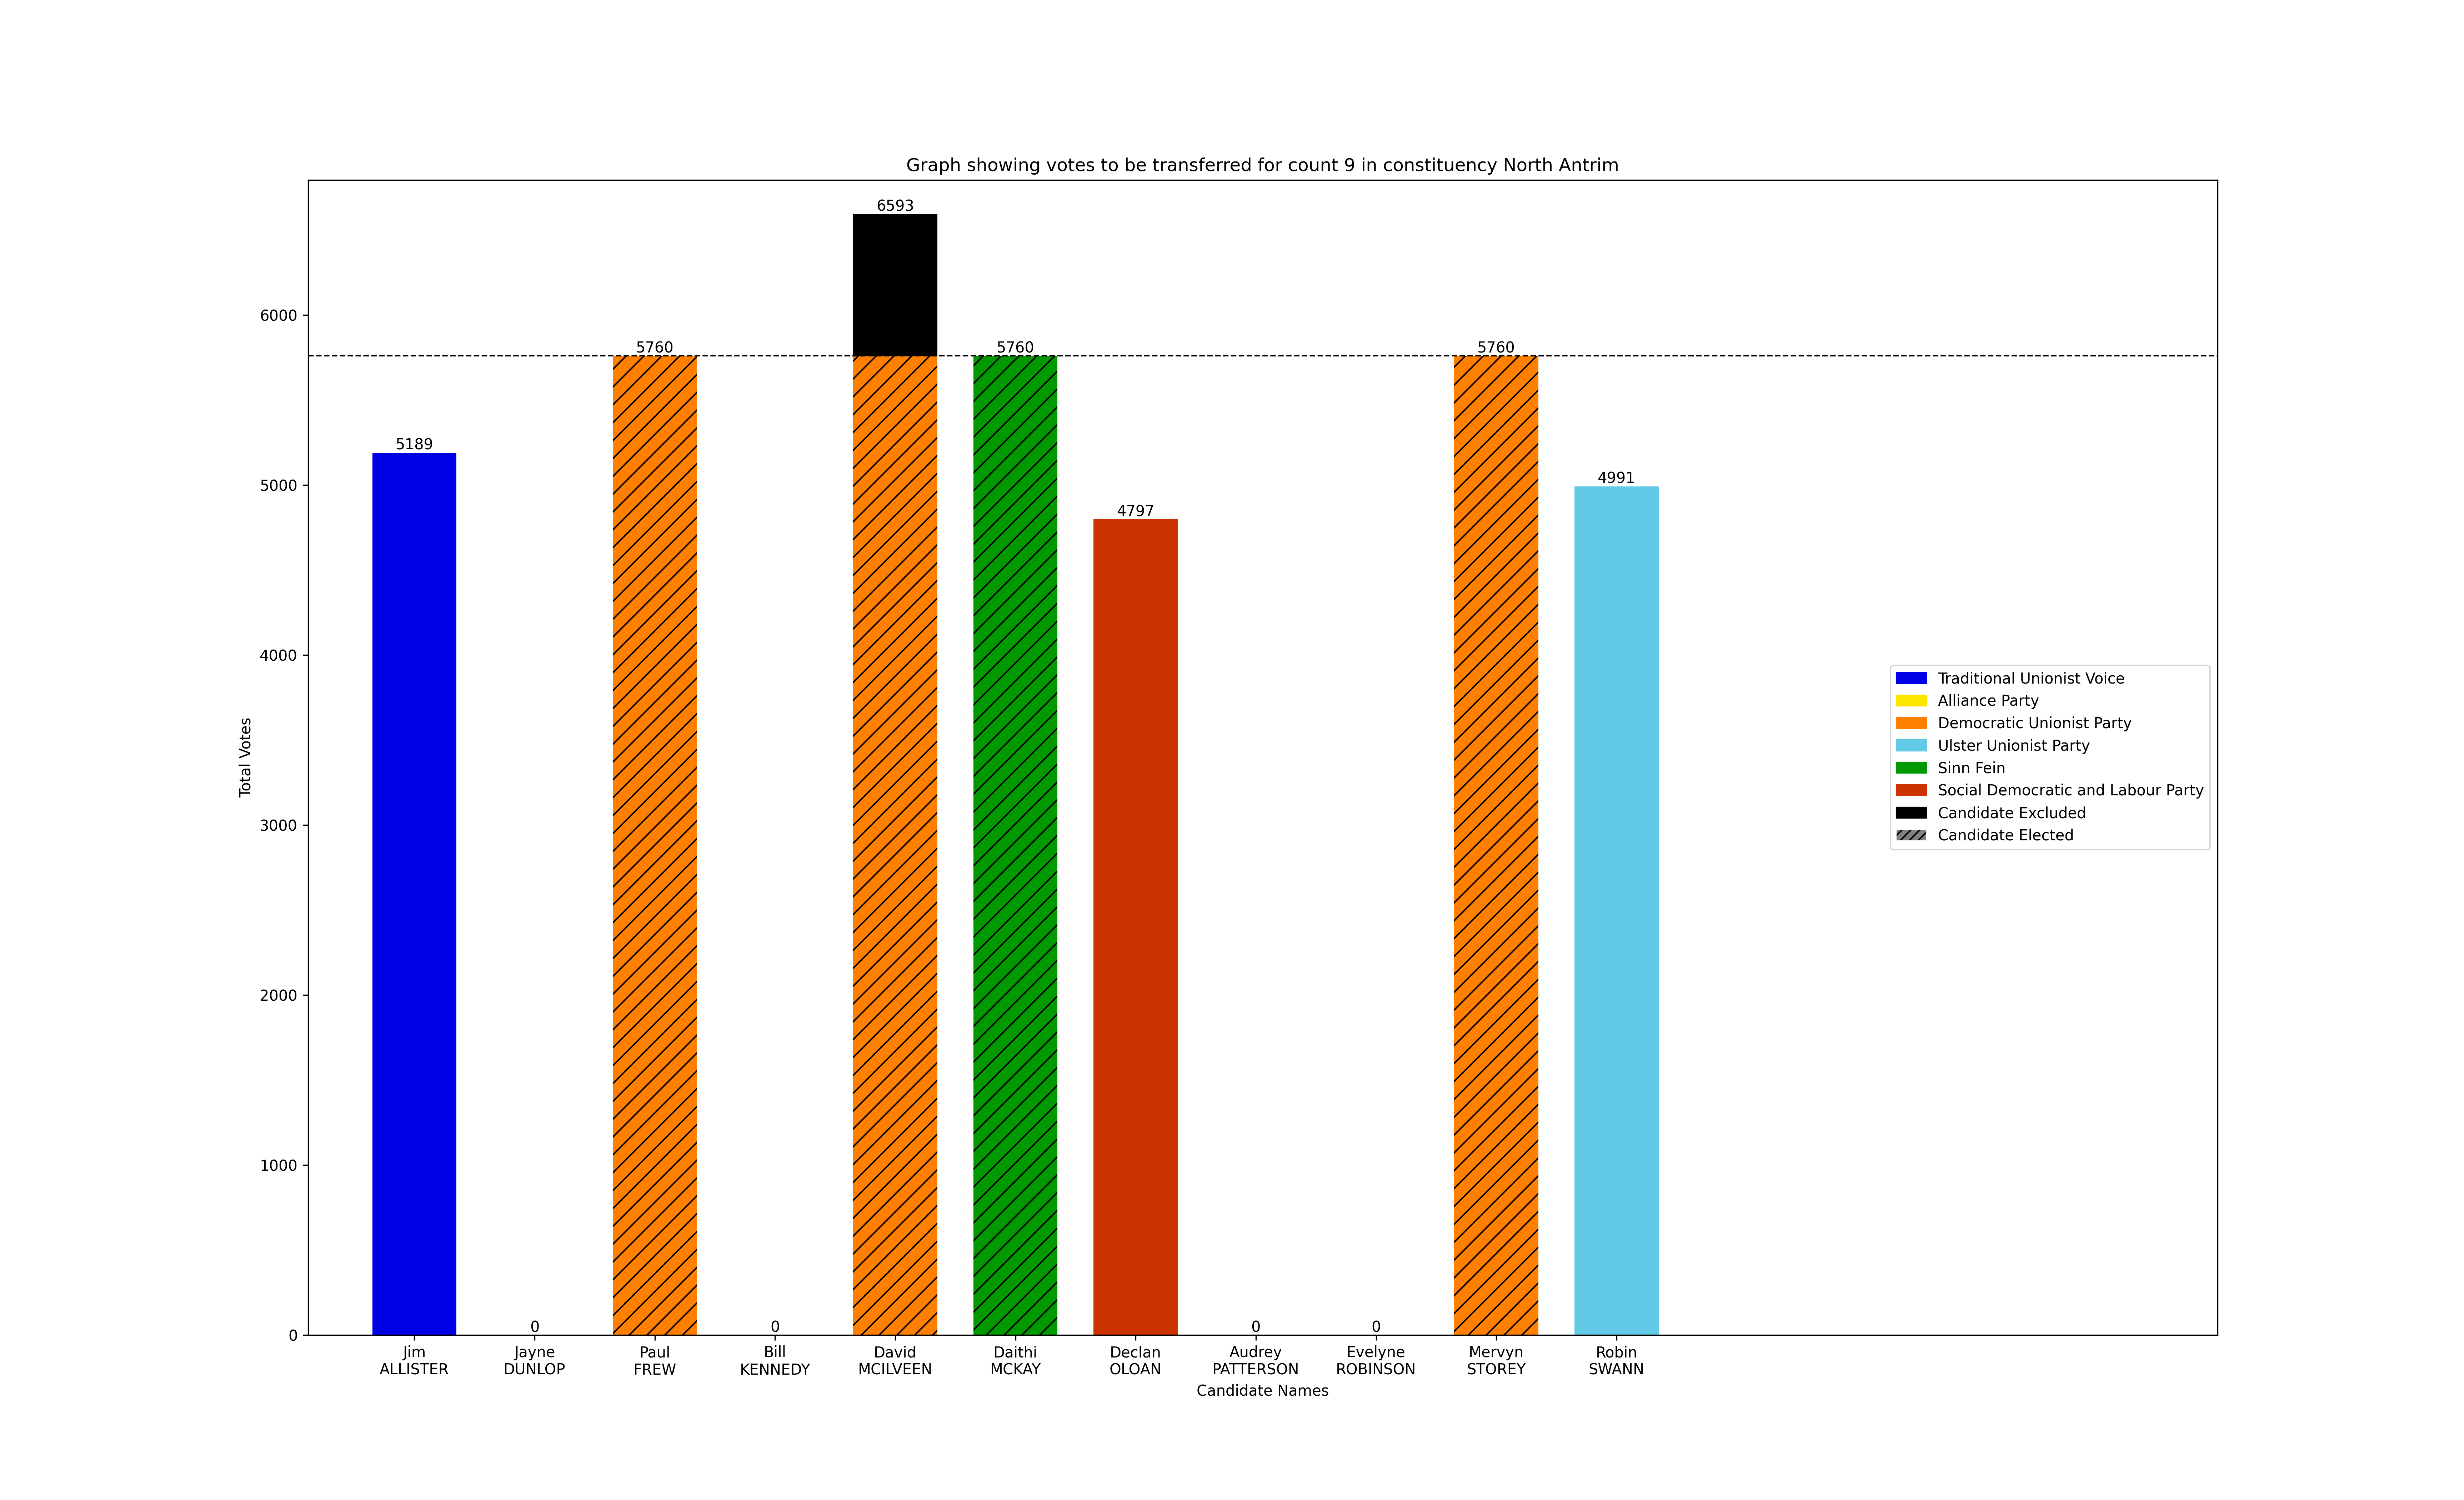 Graph showing votes to be transferred for count 9 in constituency North Antrim
6593
5760
5760
5760
5189
4991
4797
0
0
0
0
6000
5000
4000
3000
2000
1000
0
Total Votes
Traditional Unionist Voice
Alliance Party
Democratic Unionist Party
Ulster Unionist Party
Sinn Fein
Social Democratic and Labour Party
Candidate Excluded
Candidate Elected
Jim
ALLISTER
Jayne
DUNLOP
Paul
FREW
Bill
KENNEDY
David
MCILVEEN
Daithi
MCKAY
Declan
OLOAN
Audrey
PATTERSON
Evelyne
ROBINSON
Mervyn
STOREY
Robin
SWANN
Candidate Names